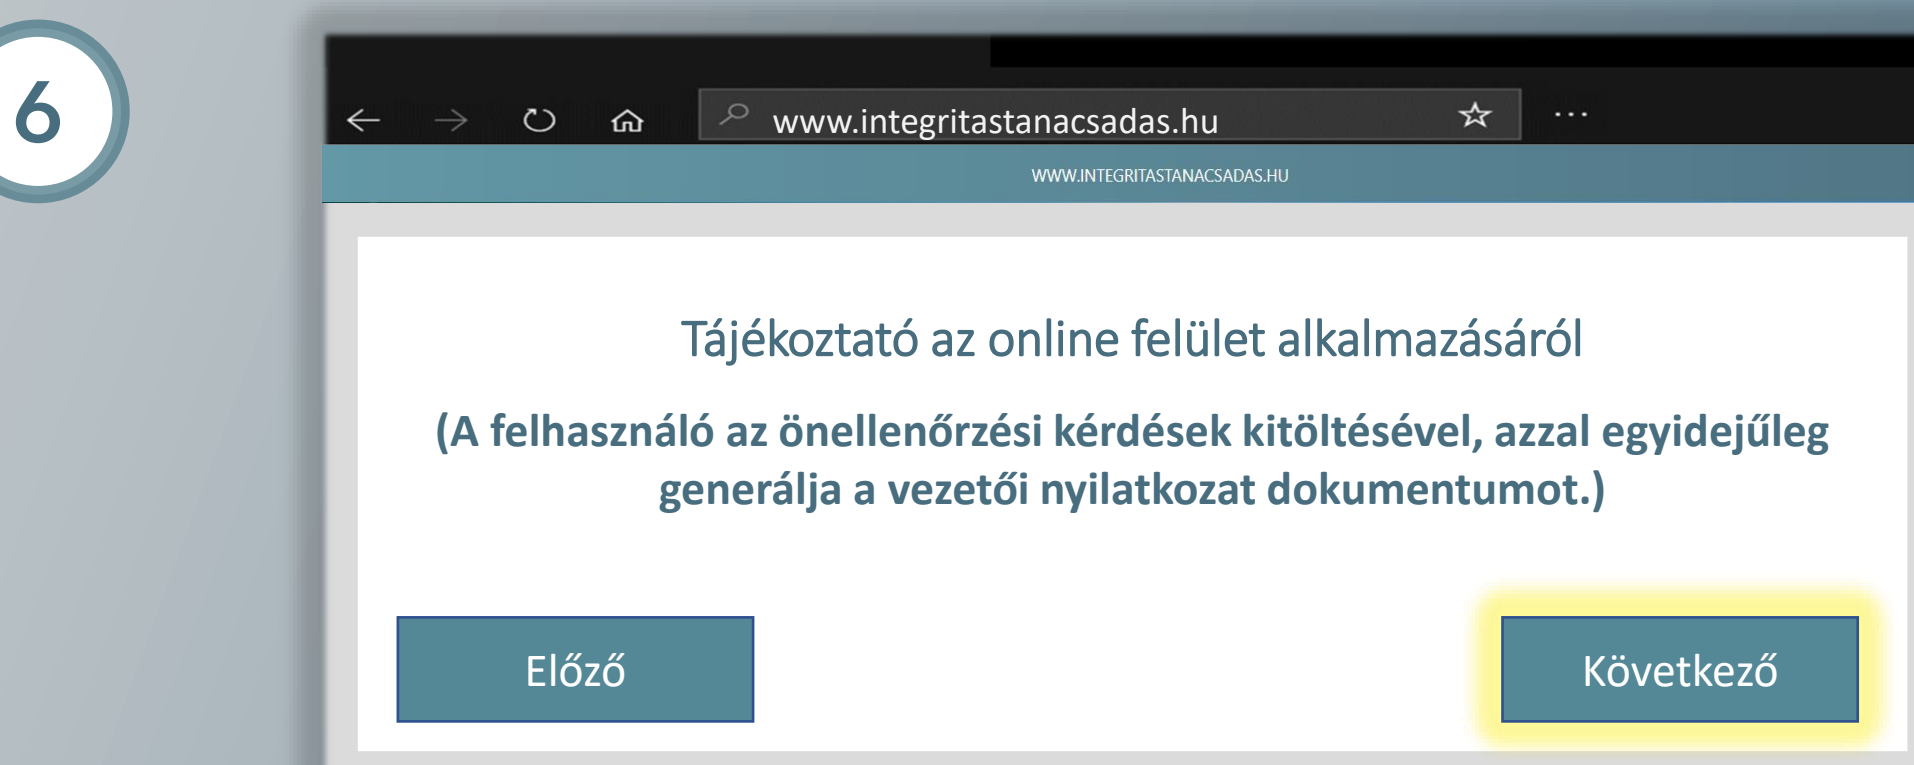 6
www.integritastanacsadas.hu
WWW.INTEGRITASTANACSADAS.HU
Tájékoztató az online felület alkalmazásáról
(A felhasználó az önellenőrzési kérdések kitöltésével, azzal egyidejűleg
generálja a vezetői nyilatkozat dokumentumot.)
Előző
Következő